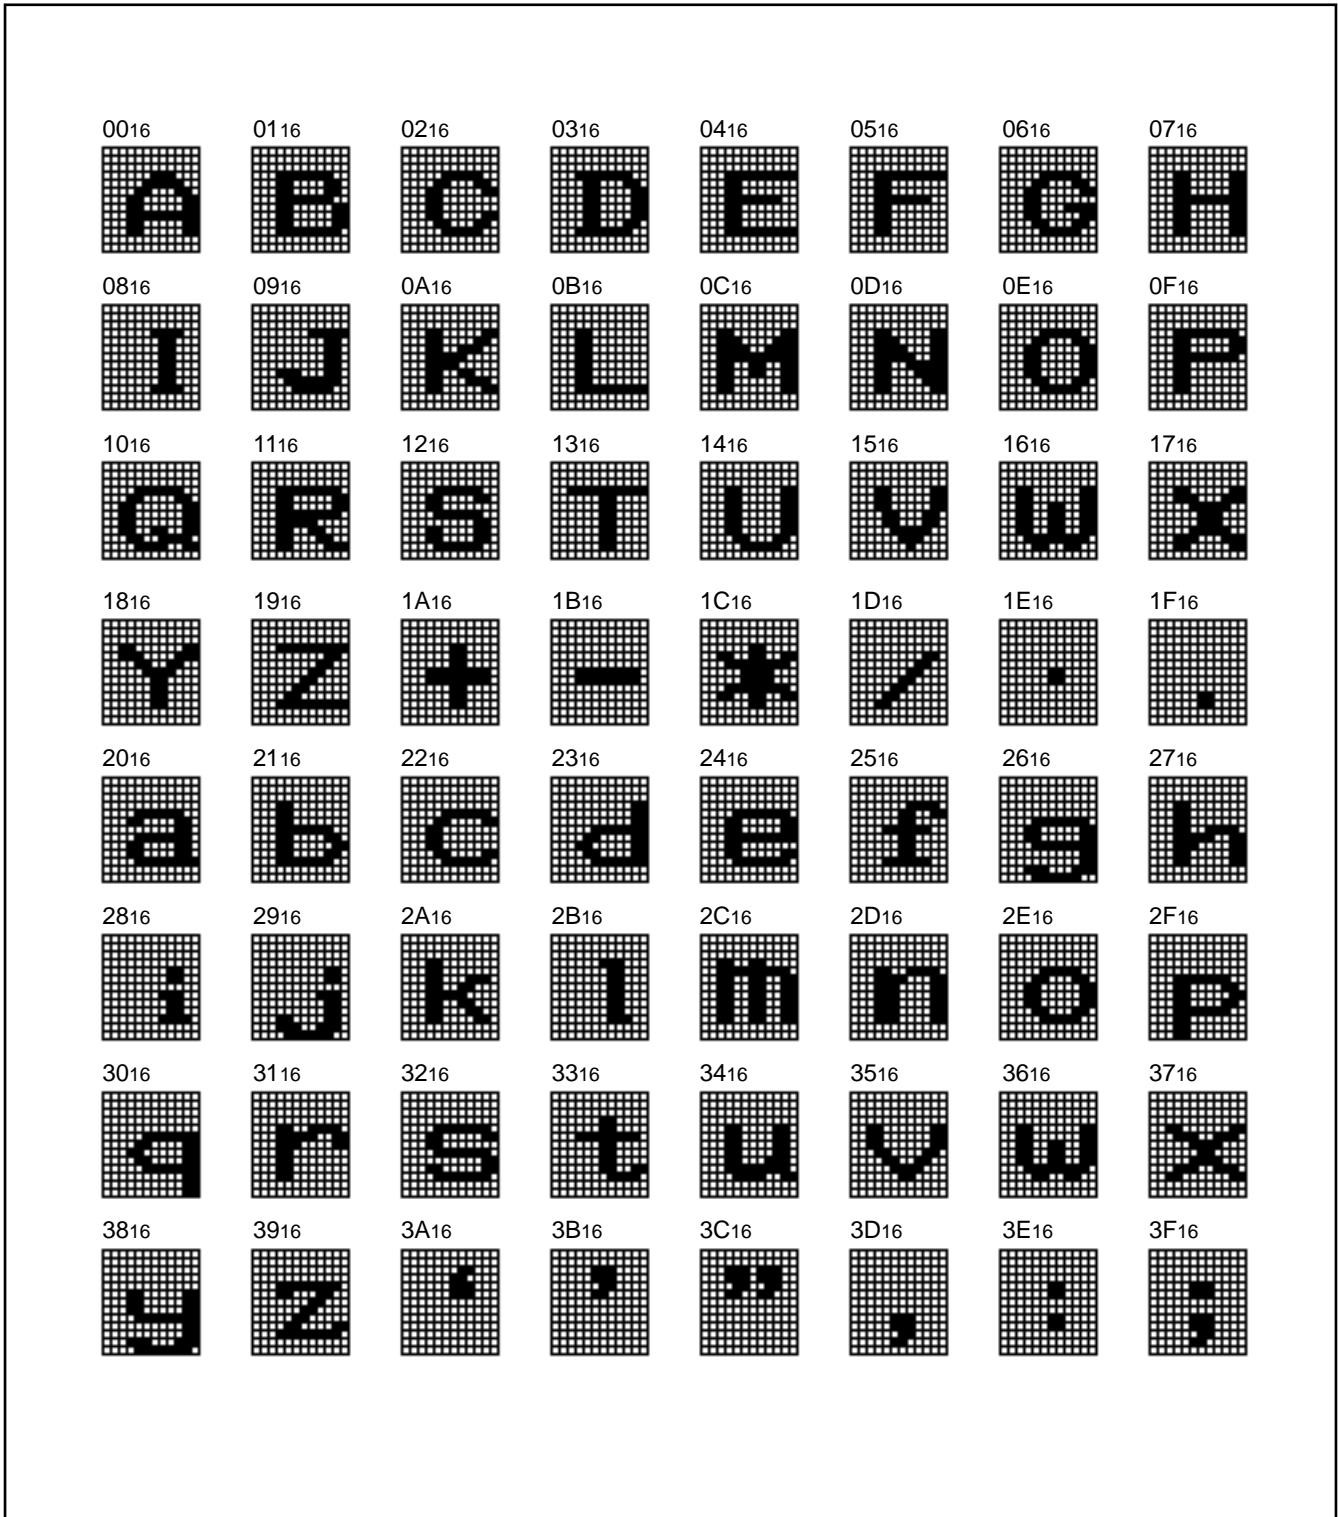 0016 0116 0216 0316 0416 0516 0616 0716
A B C D E F G H
0816 0916 0A16 0B16 0C16 0D16 0E16 0F16
I J K L M N O P
1016 1116 1216 1316 1416 1516 1616 1716
Q R S T U V W X
1816 1916 1A16 1B16 1C16 1D16 1E16 1F16
Y Z + - * / · .
2016 2116 2216 2316 2416 2516 2616 2716
a b c d e f g h
2816 2916 2A16 2B16 2C16 2D16 2E16 2F16
i j k l m n o p
3016 3116 3216 3316 3416 3516 3616 3716
q r s t u v w x
3816 3916 3A16 3B16 3C16 3D16 3E16 3F16
y z ‘ ’ ” , : ;